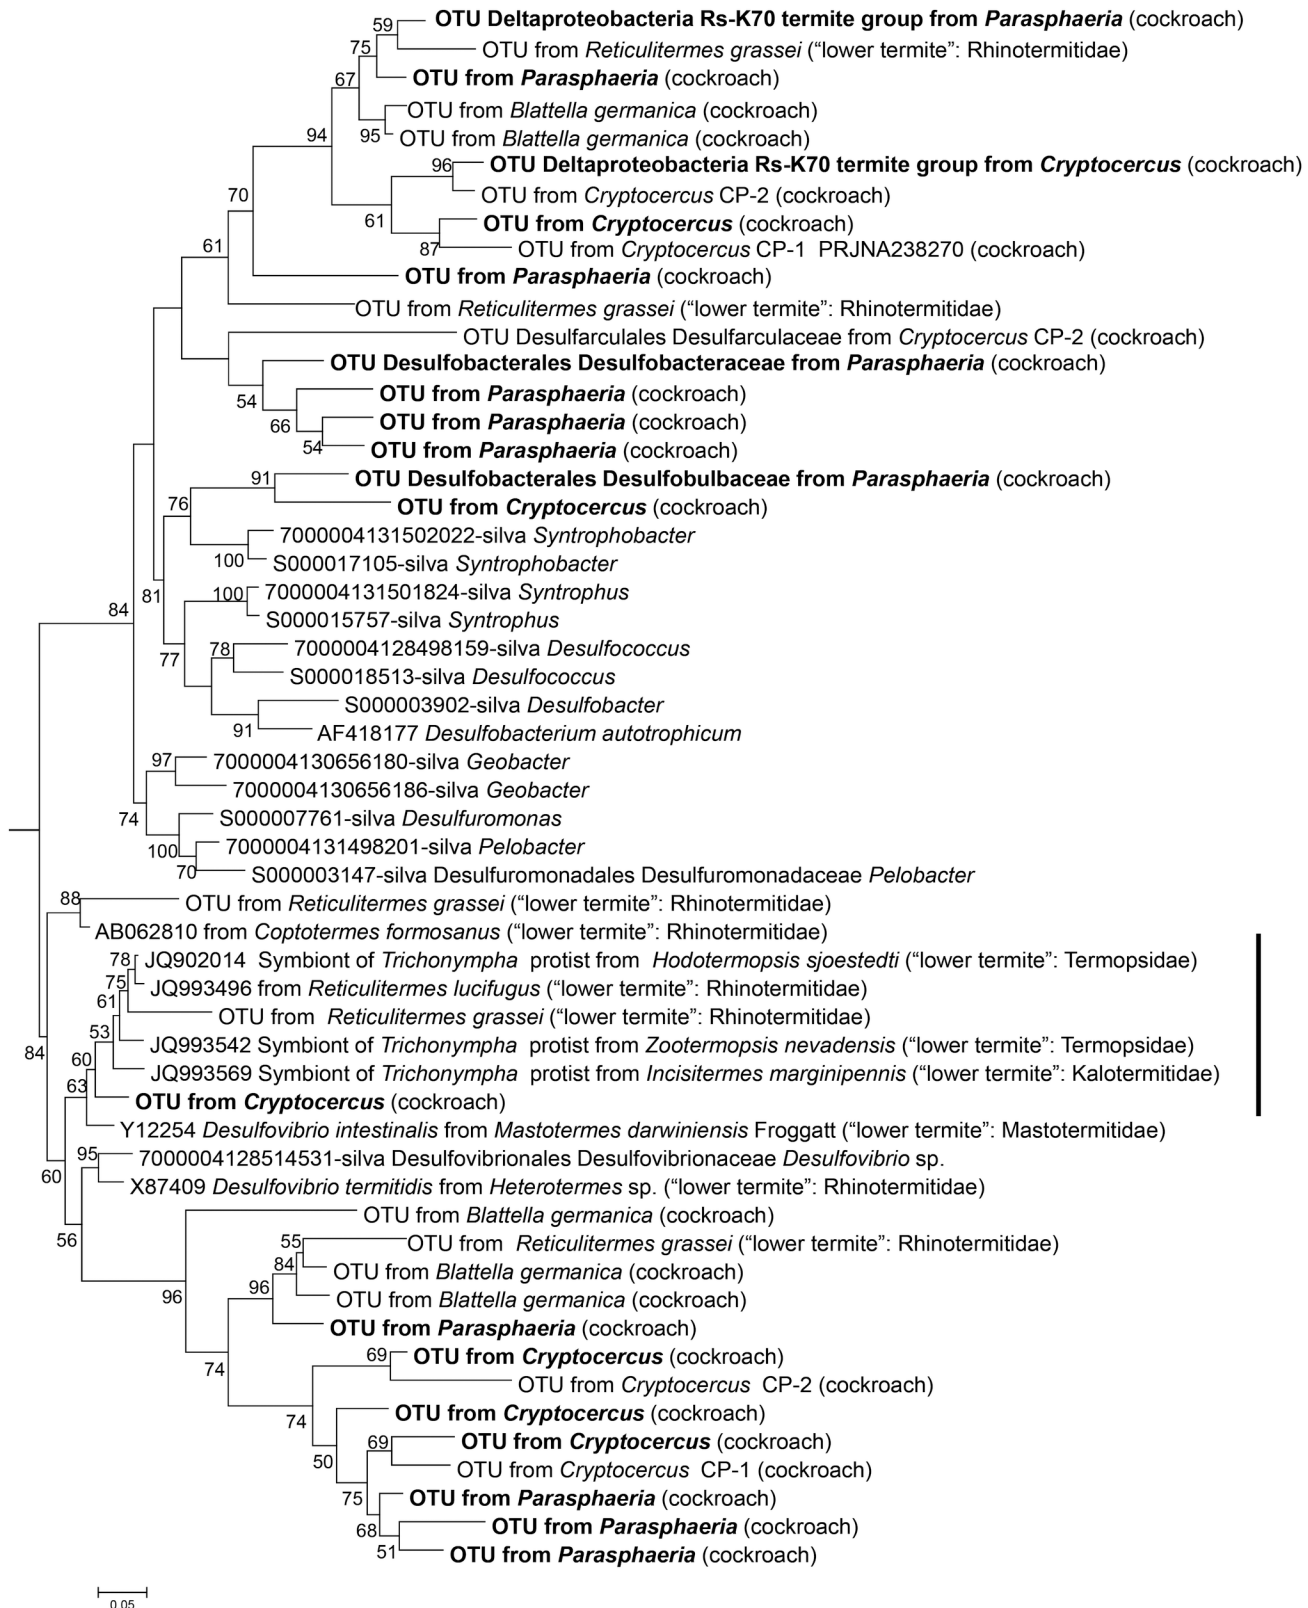 59
OTU Deltaproteobacteria Rs-K70 termite group from Parasphaeria (cockroach)
75
OTU from Reticulitermes grassei (“lower termite”: Rhinotermitidae)
67
OTU from Parasphaeria (cockroach)
OTU from Blattella germanica (cockroach)
94
95
OTU from Blattella germanica (cockroach)
96
OTU Deltaproteobacteria Rs-K70 termite group from Cryptocercus (cockroach)
70
OTU from Cryptocercus CP-2 (cockroach)
61
OTU from Cryptocercus (cockroach)
61
87
OTU from Cryptocercus CP-1 PRJNA238270 (cockroach)
OTU from Parasphaeria (cockroach)
OTU from Reticulitermes grassei (“lower termite”: Rhinotermitidae)
OTU Desulfarculales Desulfarculaceae from Cryptocercus CP-2 (cockroach)
OTU Desulfobacterales Desulfobacteraceae from Parasphaeria (cockroach)
54
OTU from Parasphaeria (cockroach)
66
OTU from Parasphaeria (cockroach)
54
OTU from Parasphaeria (cockroach)
91
OTU Desulfobacterales Desulfobulbaceae from Parasphaeria (cockroach)
76
OTU from Cryptocercus (cockroach)
7000004131502022-silva Syntrophobacter
100
S000017105-silva Syntrophobacter
84
81
100
7000004131501824-silva Syntrophus
S000015757-silva Syntrophus
77
78
7000004128498159-silva Desulfococcus
S000018513-silva Desulfococcus
S000003902-silva Desulfobacter
91
AF418177 Desulfobacterium autotrophicum
97
7000004130656180-silva Geobacter
7000004130656186-silva Geobacter
74
S000007761-silva Desulfuromonas
100
7000004131498201-silva Pelobacter
70
S000003147-silva Desulfuromonadales Desulfuromonadaceae Pelobacter
88
OTU from Reticulitermes grassei (“lower termite”: Rhinotermitidae)
AB062810 from Coptotermes formosanus (“lower termite”: Rhinotermitidae)
78
JQ902014 Symbiont of Trichonympha protist from Hodotermopsis sjoestedti (“lower termite”: Termopsidae)
75
JQ993496 from Reticulitermes lucifugus (“lower termite”: Rhinotermitidae)
61
OTU from Reticulitermes grassei (“lower termite”: Rhinotermitidae)
53
84
JQ993542 Symbiont of Trichonympha protist from Zootermopsis nevadensis (“lower termite”: Termopsidae)
60
JQ993569 Symbiont of Trichonympha protist from Incisitermes marginipennis (“lower termite”: Kalotermitidae)
63
OTU from Cryptocercus (cockroach)
Y12254 Desulfovibrio intestinalis from Mastotermes darwiniensis Froggatt (“lower termite”: Mastotermitidae)
60
95
7000004128514531-silva Desulfovibrionales Desulfovibrionaceae Desulfovibrio sp.
X87409 Desulfovibrio termitidis from Heterotermes sp. (“lower termite”: Rhinotermitidae)
56
OTU from Blattella germanica (cockroach)
55
OTU from Reticulitermes grassei (“lower termite”: Rhinotermitidae)
84
OTU from Blattella germanica (cockroach)
96
96
OTU from Blattella germanica (cockroach)
OTU from Parasphaeria (cockroach)
74
69
OTU from Cryptocercus (cockroach)
OTU from Cryptocercus CP-2 (cockroach)
74
OTU from Cryptocercus (cockroach)
50
69
OTU from Cryptocercus (cockroach)
OTU from Cryptocercus CP-1 (cockroach)
75
OTU from Parasphaeria (cockroach)
68
OTU from Parasphaeria (cockroach)
51
OTU from Parasphaeria (cockroach)
0.05